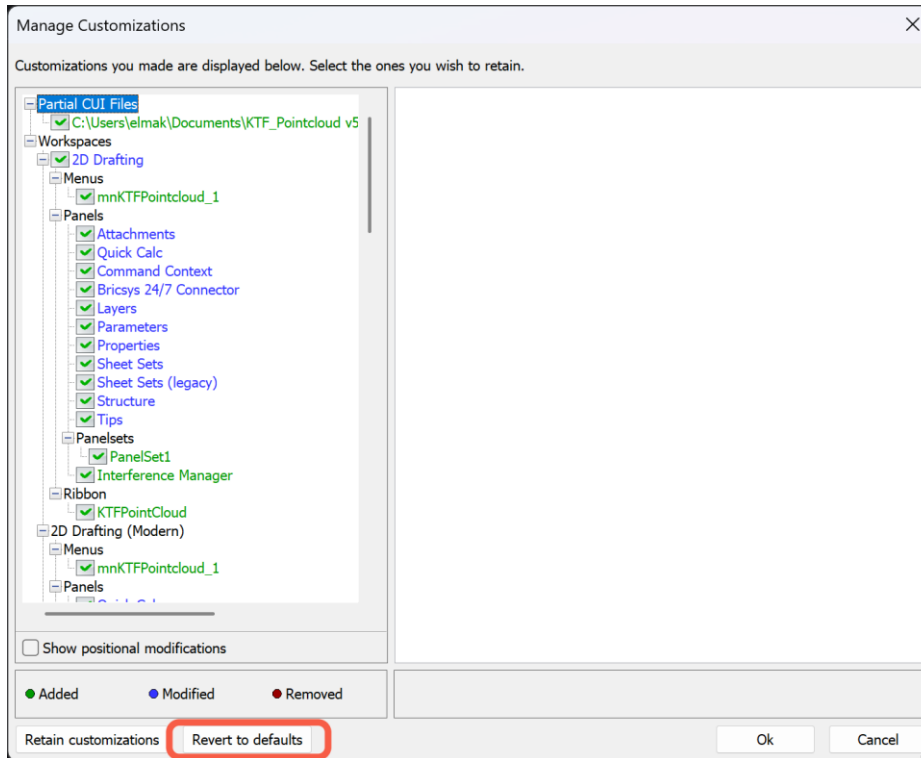 Manage Customizations
Customizations you made are displayed below. Select the ones you wish to retain.
Partial CUI Files
C:\Users\elmak\Documents\KTF_Pointcloud v5
Workspaces
2D Drafting
Menus
mnKTFPointcloud_1
Panels
Attachments
Quick Calc
Command Context
Bricsys 24/7 Connector
Layers
Parameters
Properties
Sheet Sets
Sheet Sets (legacy)
Structure
Tips
Panelsets
PanelSet1
Interference Manager
Ribbon
KTFPointCloud
2D Drafting (Modern)
Menus
mnKTFPointcloud_1
Panels
Show positional modifications
Added Modified Removed
Retain customizations Revert to defaults Ok Cancel